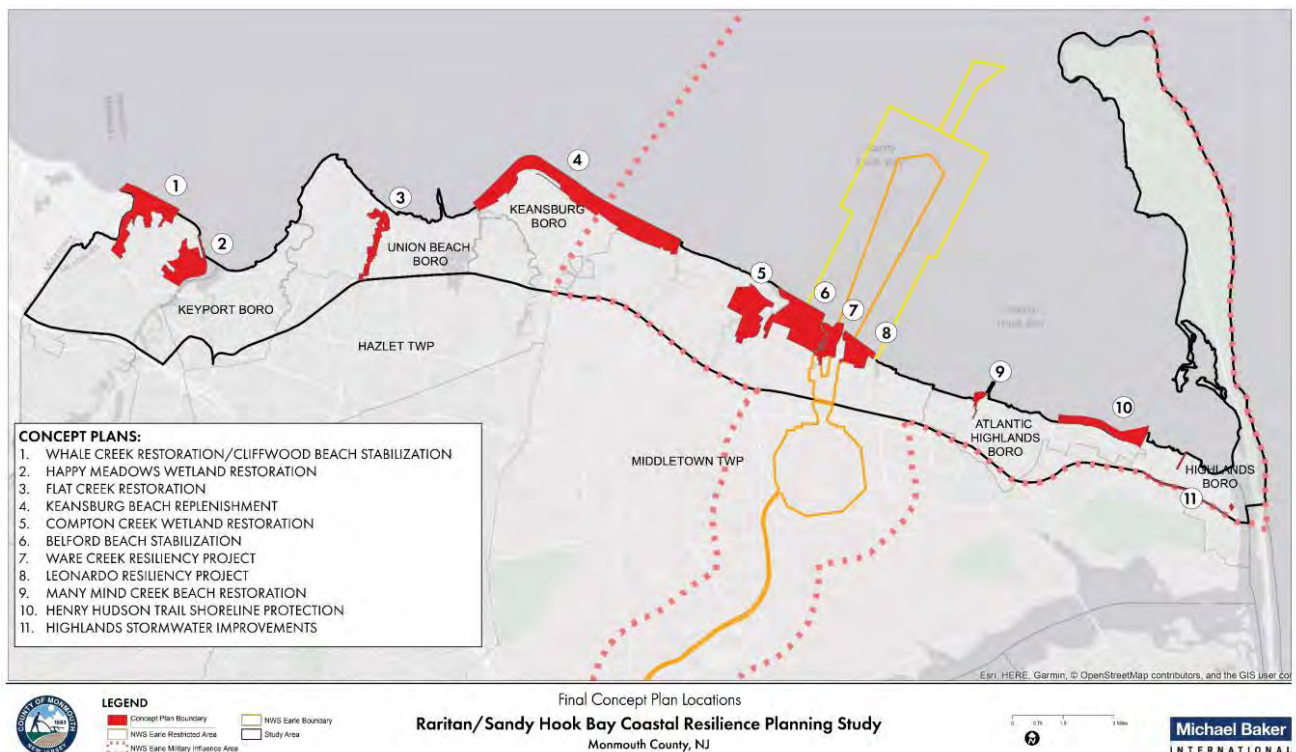 1
2
3
4
KEANSBURG
BORO
UNION BEACH
BORO
KEYPORT BORO
HAZLET TWP
5
6
7
8
9
10
ATLANTIC
HIGHLANDS
BORO
MIDDLETOWN TWP
HIGHLANDS
BORO
11
CONCEPT PLANS:
1. WHALE CREEK RESTORATION/CLIFFWOOD BEACH STABILIZATION
2. HAPPY MEADOWS WETLAND RESTORATION
3. FLAT CREEK RESTORATION
4. KEANSBURG BEACH REPLENISHMENT
5. COMPTON CREEK WETLAND RESTORATION
6. BELFORD BEACH STABILIZATION
7. WARE CREEK RESILIENCY PROJECT
8. LEONARDO RESILIENCY PROJECT
9. MANY MIND CREEK BEACH RESTORATION
10. HENRY HUDSON TRAIL SHORELINE PROTECTION
11. HIGHLANDS STORMWATER IMPROVEMENTS
Esri, HERE, Garmin, © OpenStreetMap contributors, and the GIS user
COUNTY OF MONMOUTH
NEW JERSEY
LEGEND
Concept Plan Boundary
NWS Earle Restricted Area
NWS Earle Military Influence Area
NWS Earle Boundary
Study Area
Final Concept Plan Locations
Raritan/Sandy Hook Bay Coastal Resilience Planning Study
Monmouth County, NJ
Michael Baker
INTERNATIONAL